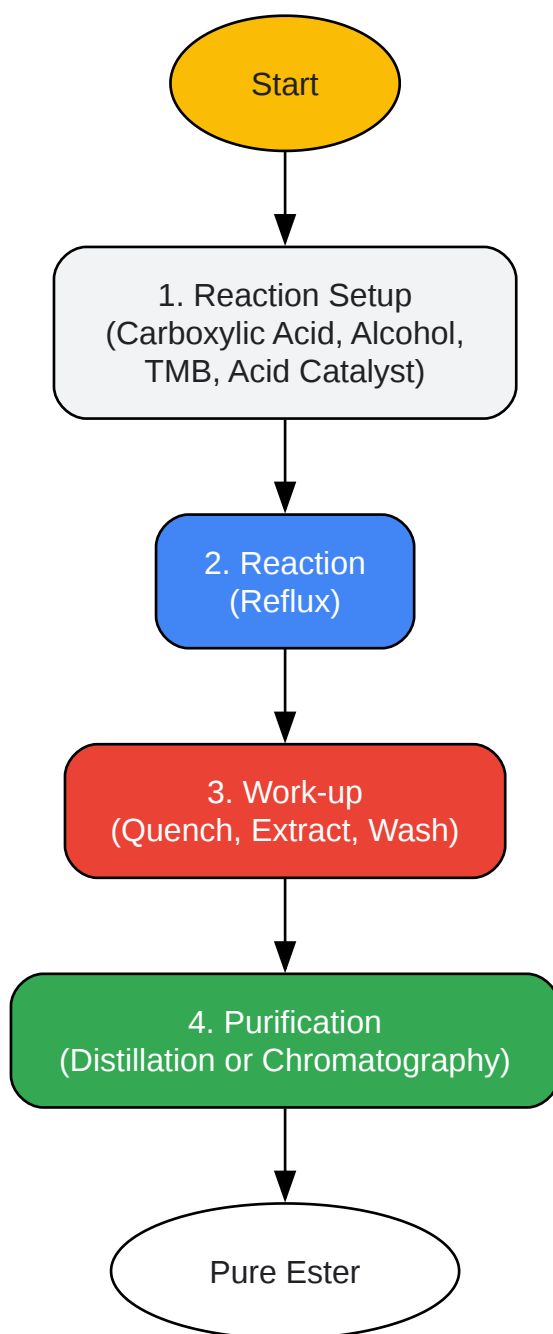 Start
1. Reaction Setup
(Carboxylic Acid, Alcohol,
TMB, Acid Catalyst)
2. Reaction
(Reflux)
3. Work-up
(Quench, Extract, Wash)
4. Purification
(Distillation or Chromatography)
Pure Ester